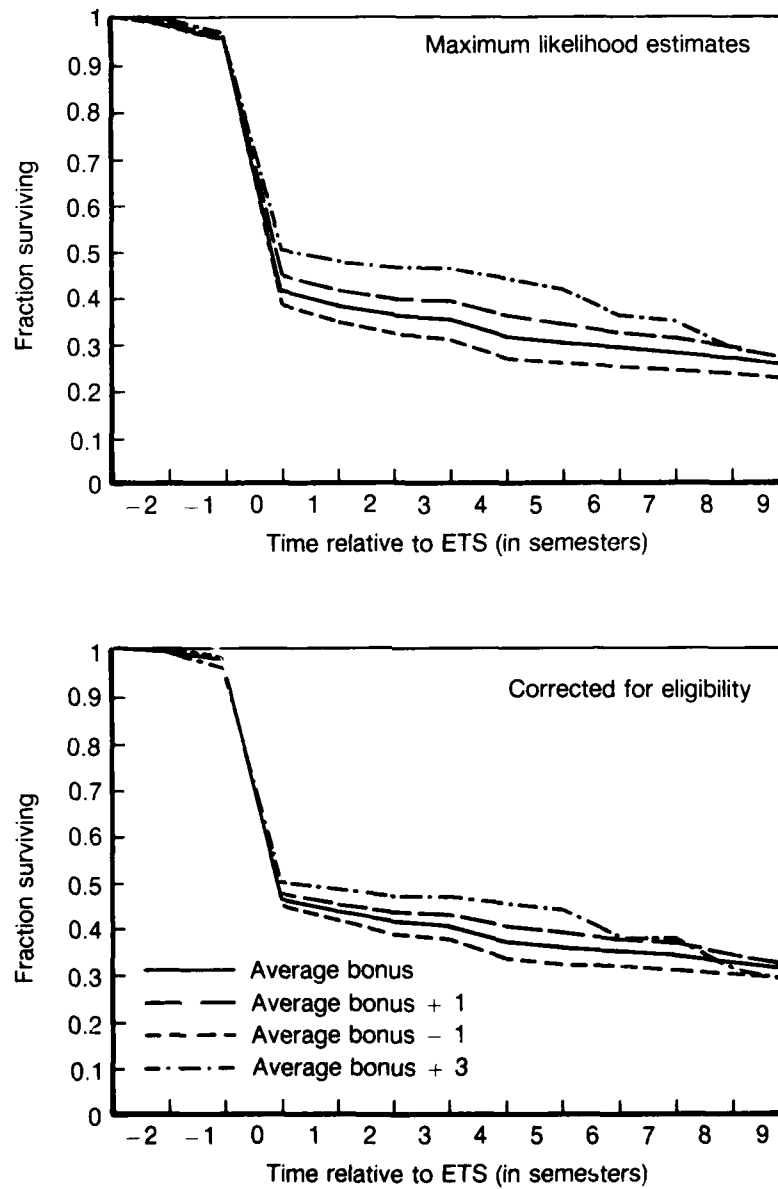 Maximum likelihood estimates
Fraction surviving
1
0.9
0.8
0.7
0.6
0.5
0.4
0.3
0.2
0.1
0
−2 −1 0 1 2 3 4 5 6 7 8 9
Time relative to ETS (in semesters)
Corrected for eligibility
Fraction surviving
1
0.9
0.8
0.7
0.6
0.5
0.4
0.3
0.2
0.1
0
Average bonus
Average bonus + 1
Average bonus − 1
Average bonus + 3
−2 −1 0 1 2 3 4 5 6 7 8 9
Time relative to ETS (in semesters)